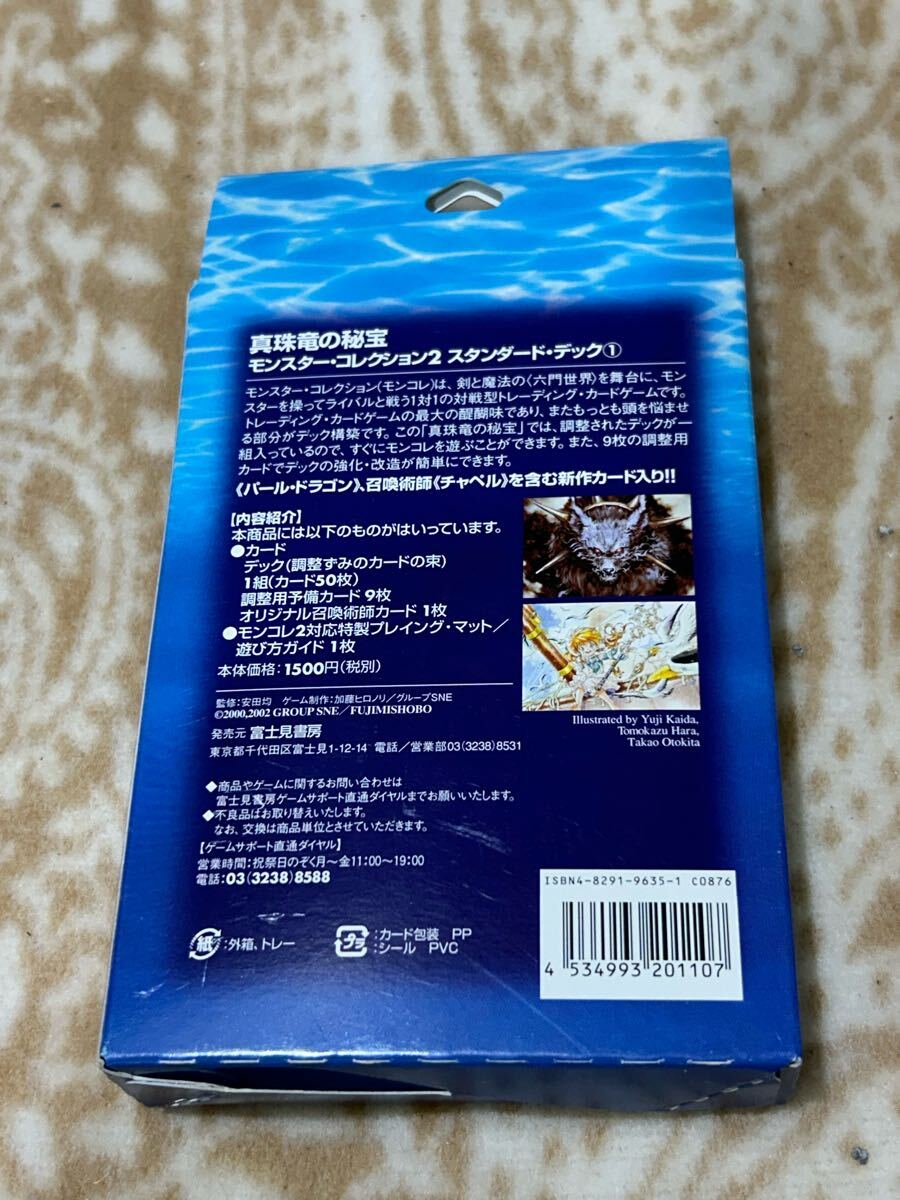 真珠竜の秘宝
モンスター・コレクション2 スタンダード・デック①
モンスター・コレクション(モンコレ)は、剣と魔法の〈六門世界〉を舞台に、モン
スターを操ってライバルと戦う1対1の対戦型トレーディング・カードゲームです。
トレーディング・カードゲームの最大の醍醐味であり、またもっとも頭を悩ませ
る部分がデック構築です。この「真珠竜の秘宝」では、調整されたデックが一
組入っているので、すぐにモンコレを遊ぶことができます。また、9枚の調整用
カードでデックの強化・改造が簡単にできます。
《パール・ドラゴン》、召喚術師《チャペル》を含む新作カード入り!!
【内容紹介】
本商品には以下のものがはいっています。
●カード
デック(調整ずみのカードの束)
1組(カード50枚)
調整用予備カード 9枚
オリジナル召喚術師カード 1枚
●モンコレ2対応特製プレイング・マット/
遊び方ガイド 1枚
本体価格:1500円(税別)
監修:安田均 ゲーム制作:加藤ヒロノリ/グループSNE
©2000,2002 GROUP SNE/FUJIMISHOBO
発売元 富士見書房
東京都千代田区富士見1-12-14 電話/営業部03(3238)8531
Illustrated by Yuji Kaida,
Tomokazu Hara,
Takao Otokita
◆商品やゲームに関するお問い合わせは
富士見書房ゲームサポート直通ダイヤルまでお願いいたします。
◆不良品はお取り替えいたします。
なお、交換は商品単位とさせていただきます。
【ゲームサポート直通ダイヤル】
営業時間:祝祭日のぞく月〜金11:00〜19:00
電話:03(3238)8588
紙:外箱、トレー
プラ:カード包装 PP
:シール PVC
ISBN4-8291-9635-1 C0876
4 534993 201107